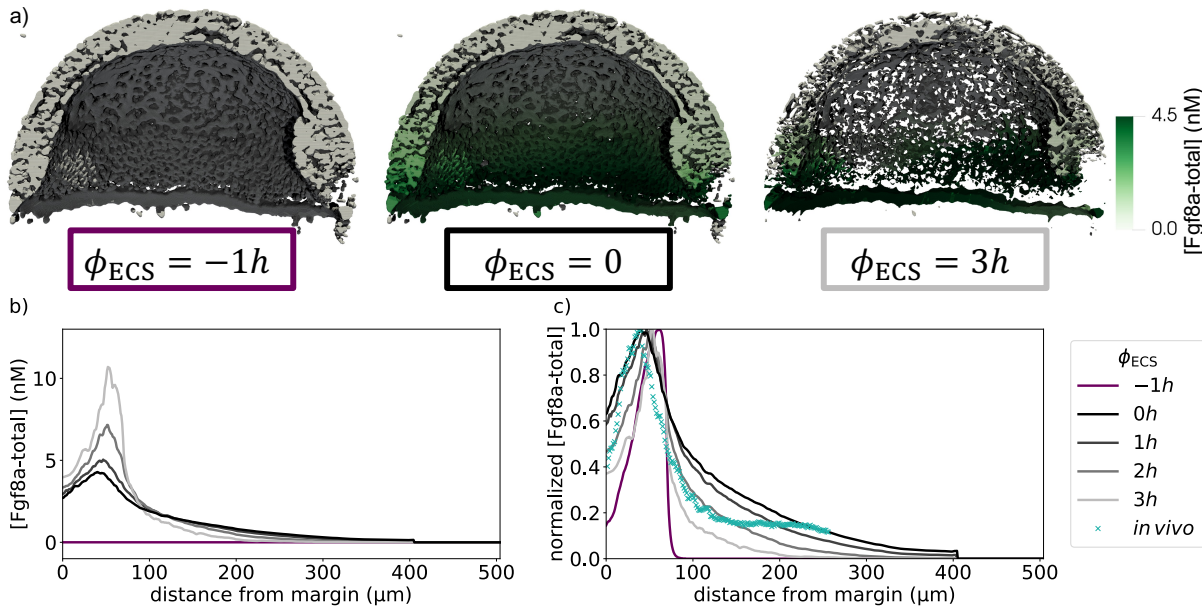 a)
4.5
[Fgf8a-total] (nM)
0.0
ϕECS = −1h
ϕECS = 0
ϕECS = 3h
b)
[Fgf8a-total] (nM)
10
5
0
0 100 200 300 400 500
distance from margin (μm)
c)
normalized [Fgf8a-total]
1.0
0.8
0.6
0.4
0.2
0.0
0 100 200 300 400 500
distance from margin (μm)
ϕECS
−1h
0h
1h
2h
3h
in vivo